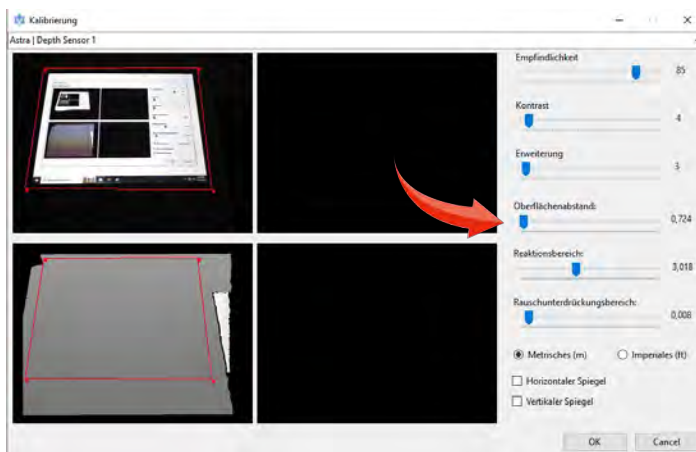 Kalibrierung
Astra | Depth Sensor 1
Empfindlichkeit
85
Kontrast
4
Erweiterung
3
Oberflächenabstand:
0,724
Reaktionsbereich:
3,018
Rauschunterdrückungsbereich:
0,008
Metrisches (m) Imperiales (ft)
Horizontaler Spiegel
Vertikaler Spiegel
OK Cancel